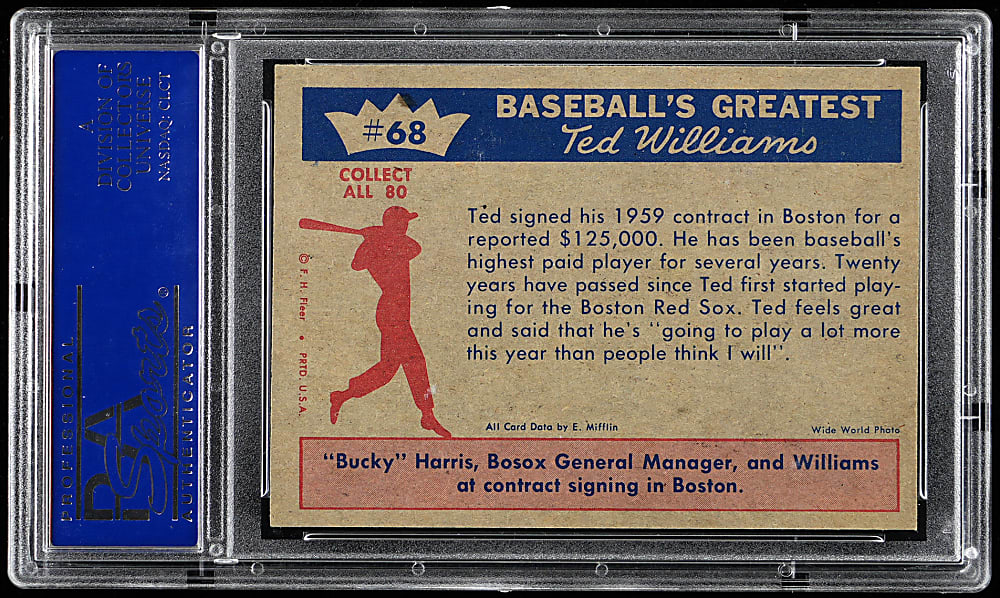 A
DIVISION OF
COLLECTORS
UNIVERSE
NASDAQ: CLCT
PROFESSIONAL
PSA
Sports
AUTHENTICATOR
#68
BASEBALL'S GREATEST
Ted Williams
COLLECT
ALL 80
© F. H. Fleer • PRTD U.S.A.
Ted signed his 1959 contract in Boston for a
reported $125,000. He has been baseball's
highest paid player for several years. Twenty
years have passed since Ted first started play-
ing for the Boston Red Sox. Ted feels great
and said that he's "going to play a lot more
this year than people think I will".
All Card Data by E. Mifflin
Wide World Photo
"Bucky" Harris, Bosox General Manager, and Williams
at contract signing in Boston.